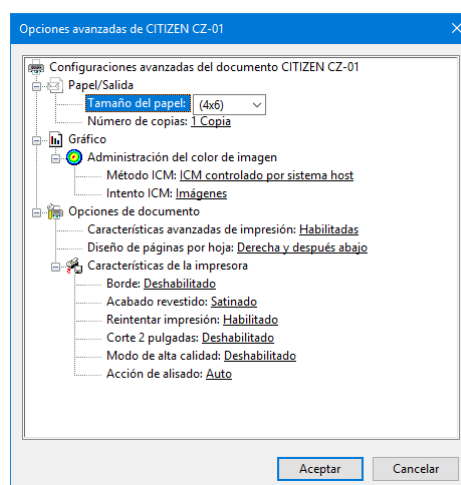 Opciones avanzadas de CITIZEN CZ-01
Configuraciones avanzadas del documento CITIZEN CZ-01
Papel/Salida
Tamaño del papel: (4x6)
Número de copias: 1 Copia
Gráfico
Administración del color de imagen
Método ICM: ICM controlado por sistema host
Intento ICM: Imágenes
Opciones de documento
Características avanzadas de impresión: Habilitadas
Diseño de páginas por hoja: Derecha y después abajo
Características de la impresora
Borde: Deshabilitado
Acabado revestido: Satinado
Reintentar impresión: Habilitado
Corte 2 pulgadas: Deshabilitado
Modo de alta calidad: Deshabilitado
Acción de alisado: Auto
Aceptar Cancelar